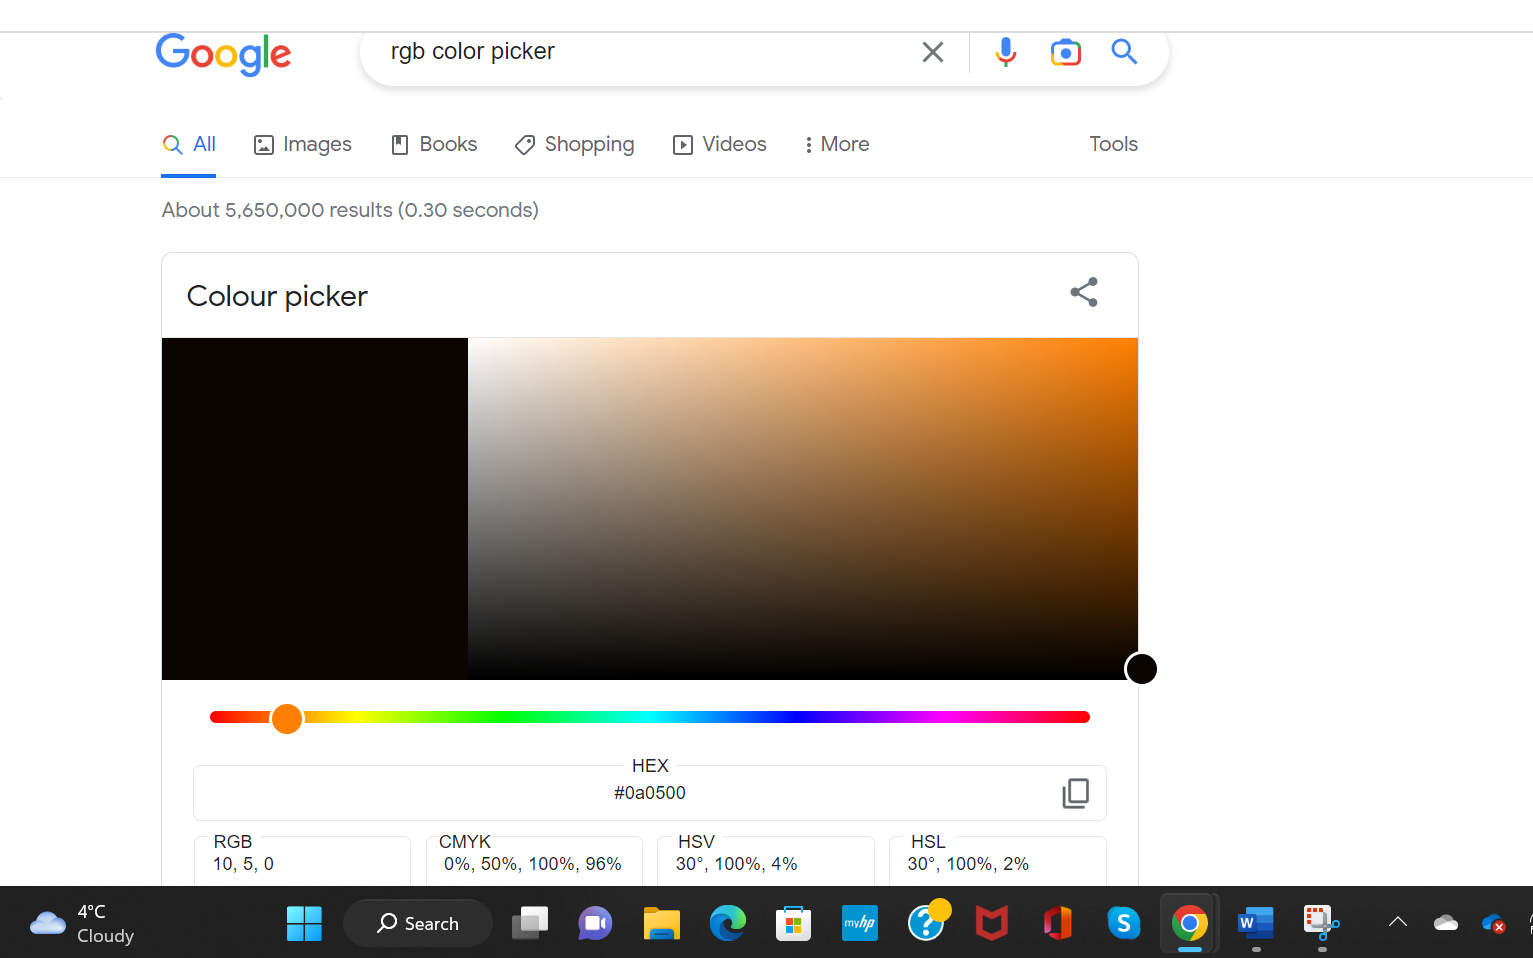 Google
rgb color picker
All
Images
Books
Shopping
Videos
More
Tools
About 5,650,000 results (0.30 seconds)
Colour picker
HEX
#0a0500
RGB
10, 5, 0
CMYK
0%, 50%, 100%, 96%
HSV
30°, 100%, 4%
HSL
30°, 100%, 2%
4°C
Cloudy
Search
myhp
?
S
W